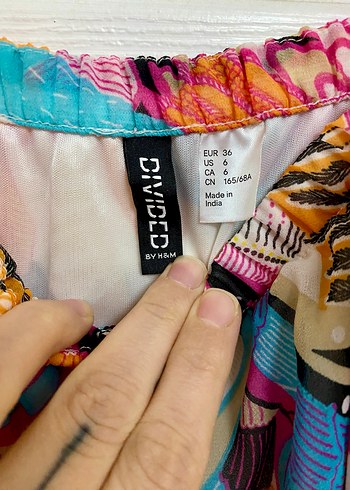 DIVIDED
BY H&M
EUR 36
US 6
CA 6
CN 165/68A
Made in
India